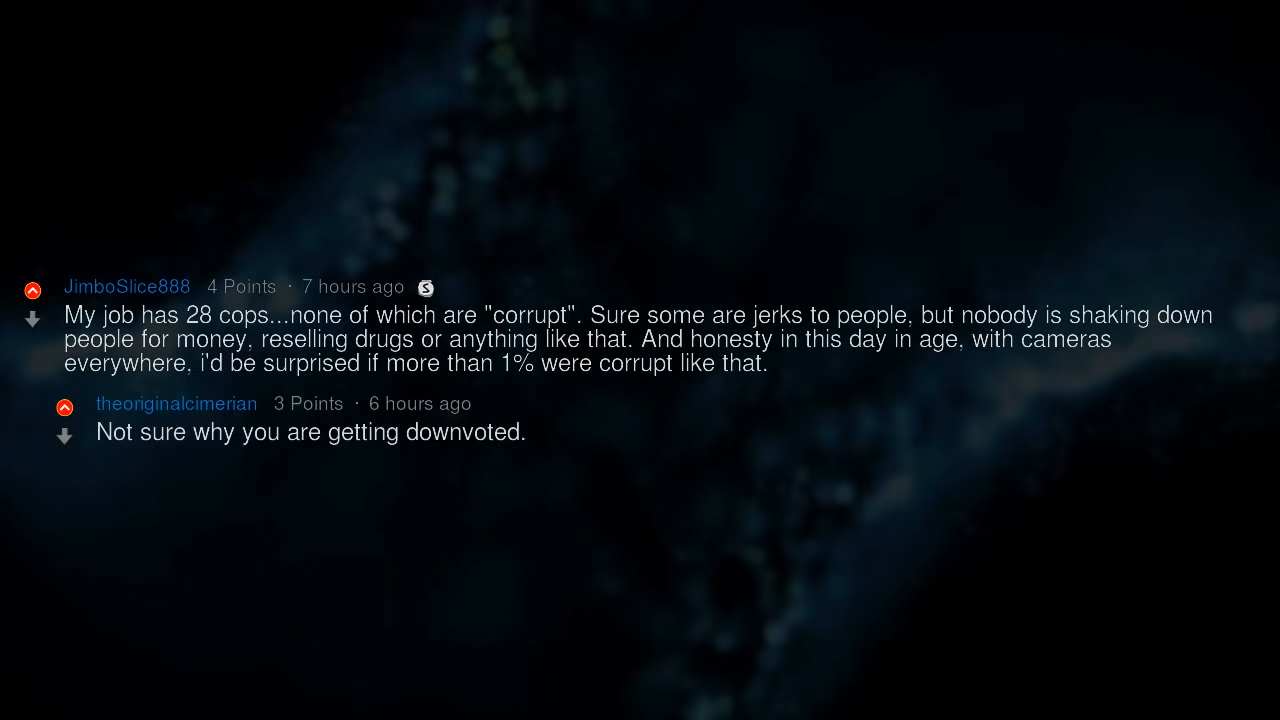 JimboSlice888 4 Points · 7 hours ago S
My job has 28 cops...none of which are "corrupt". Sure some are jerks to people, but nobody is shaking down
people for money, reselling drugs or anything like that. And honesty in this day in age, with cameras
everywhere, i'd be surprised if more than 1% were corrupt like that.
theoriginalcimerian 3 Points · 6 hours ago
Not sure why you are getting downvoted.